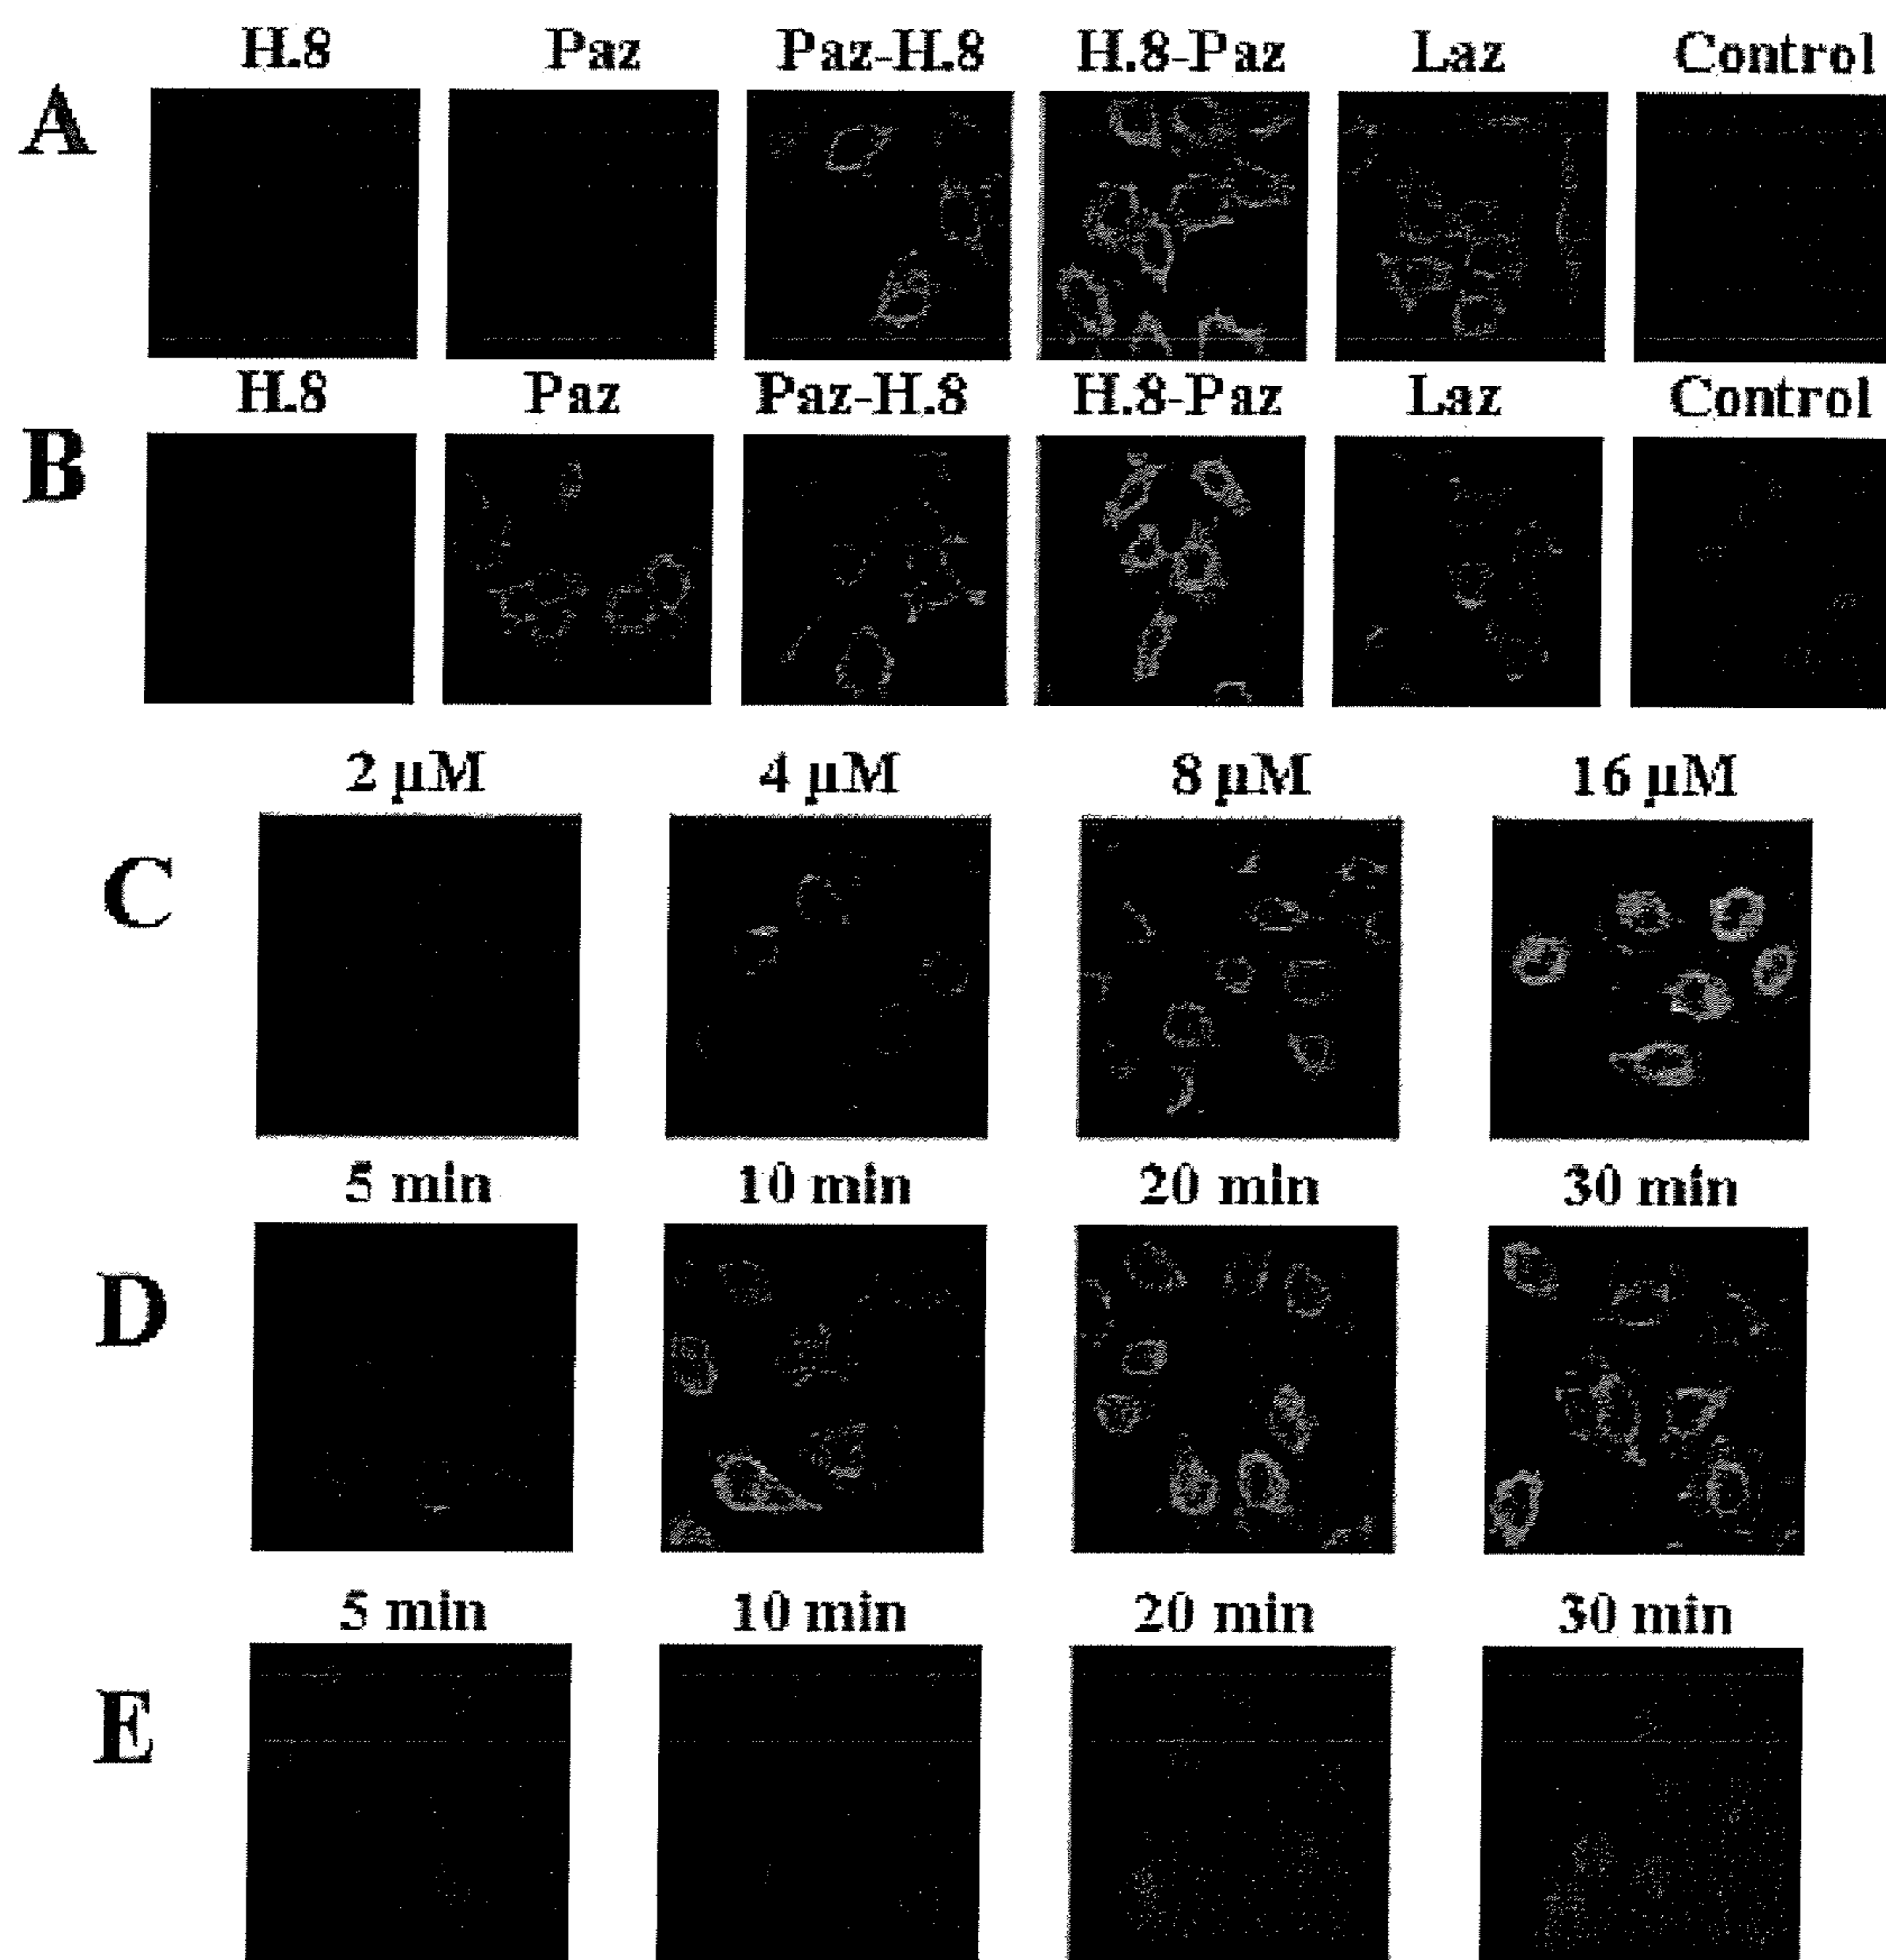 H.8 Paz Paz-H.8 H.8-Paz Laz Control
A
H.8 Paz Paz-H.8 H.8-Paz Laz Control
B
2 µM 4 µM 8 µM 16 µM
C
5 min 10 min 20 min 30 min
D
5 min 10 min 20 min 30 min
E